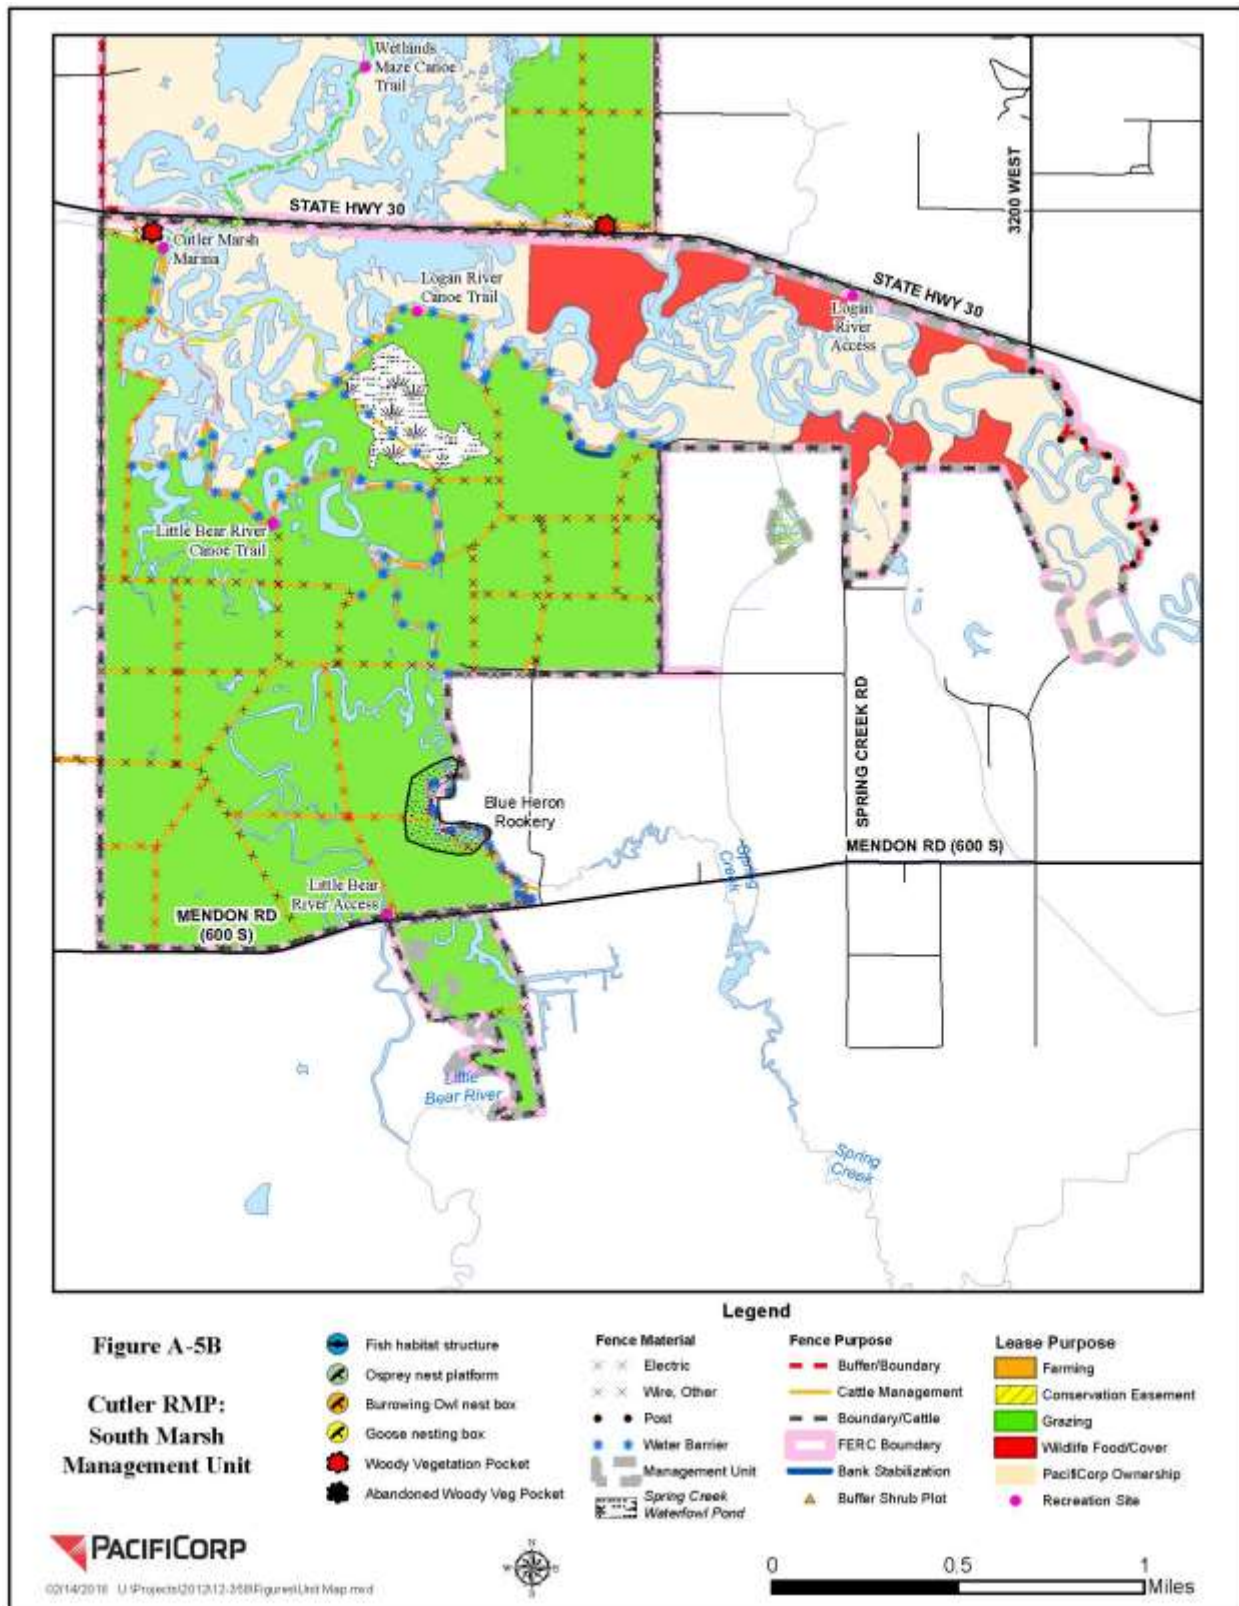 Wetlands
Maze Canoe
Trail
STATE HWY 30
3200 WEST
Cutler Marsh
Marina
Logan River
Canoe Trail
STATE HWY 30
Logan
River
Access
Little Bear River
Canoe Trail
SPRING CREEK RD
Blue Heron
Rookery
MENDON RD (600 S)
Spring
Creek
Little Bear
River Access
MENDON RD
(600 S)
Little
Bear River
Spring
Creek
Legend
Figure A-5B
Cutler RMP:
South Marsh
Management Unit
Fish habitat structure
Osprey nest platform
Burrowing Owl nest box
Goose nesting box
Woody Vegetation Pocket
Abandoned Woody Veg Pocket
Fence Material
Electric
Wire, Other
Post
Water Barrier
Management Unit
Spring Creek
Waterfowl Pond
Fence Purpose
Buffer/Boundary
Cattle Management
Boundary/Cattle
FERC Boundary
Bank Stabilization
Buffer Shrub Plot
Lease Purpose
Farming
Conservation Easement
Grazing
Wildlife Food/Cover
PacifiCorp Ownership
Recreation Site
PACIFICORP
N
W E
S
0 0.5 1
Miles